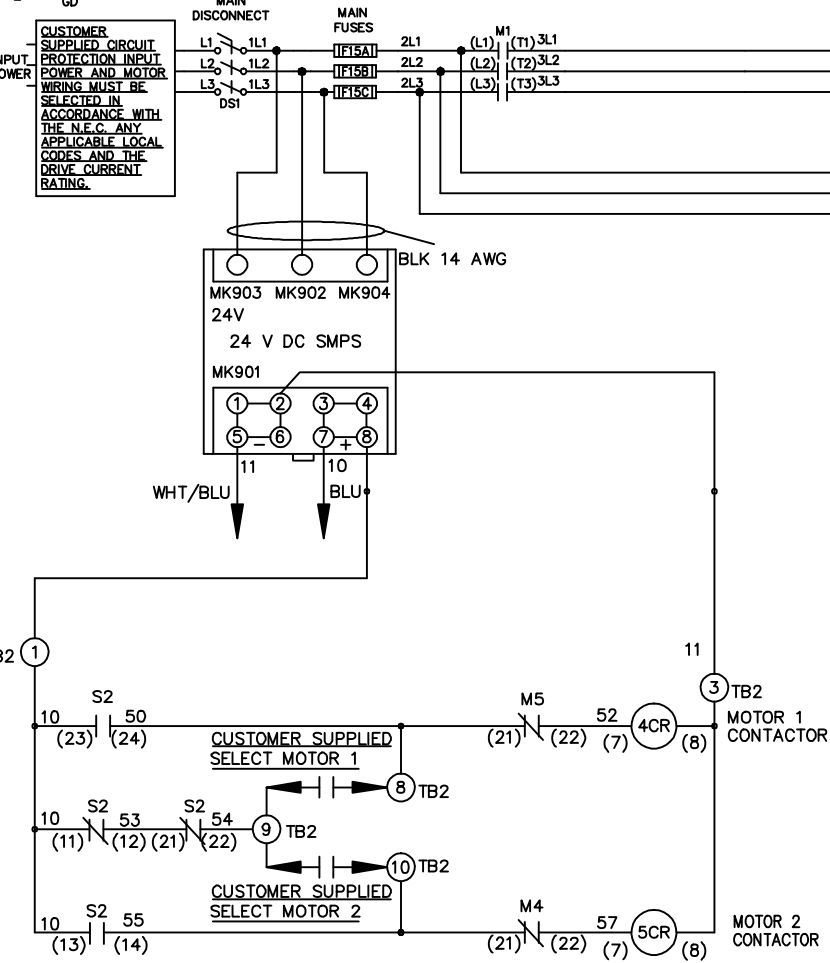 GD
MAIN
DISCONNECT
MAIN
FUSES
CUSTOMER
SUPPLIED CIRCUIT
PROTECTION INPUT
POWER AND MOTOR
WIRING MUST BE
SELECTED IN
ACCORDANCE WITH
THE N.E.C. ANY
APPLICABLE LOCAL
CODES AND THE
DRIVE CURRENT
RATING.
L1 1L1 F15A 2L1 (L1) M1 (T1) 3L1
L2 1L2 F15B 2L2 (L2) (T2) 3L2
L3 1L3 F15C 2L3 (L3) (T3) 3L3
DS1
BLK 14 AWG
MK903 MK902 MK904
24V
24 V DC SMPS
MK901
1 2 3 4
5 - 6 7 + 8
11 10
WHT/BLU BLU
1
11
3 TB2
S2 M5
10 50 52 4CR
(23) (24) (21) (22) (7) (8)
MOTOR 1
CONTACTOR
CUSTOMER SUPPLIED
SELECT MOTOR 1
8 TB2
S2 S2
10 53 54 9 TB2
(11) (12) (21) (22)
10 TB2
CUSTOMER SUPPLIED
SELECT MOTOR 2
S2 M4
10 55 57 5CR
(13) (14) (21) (22) (7) (8)
MOTOR 2
CONTACTOR